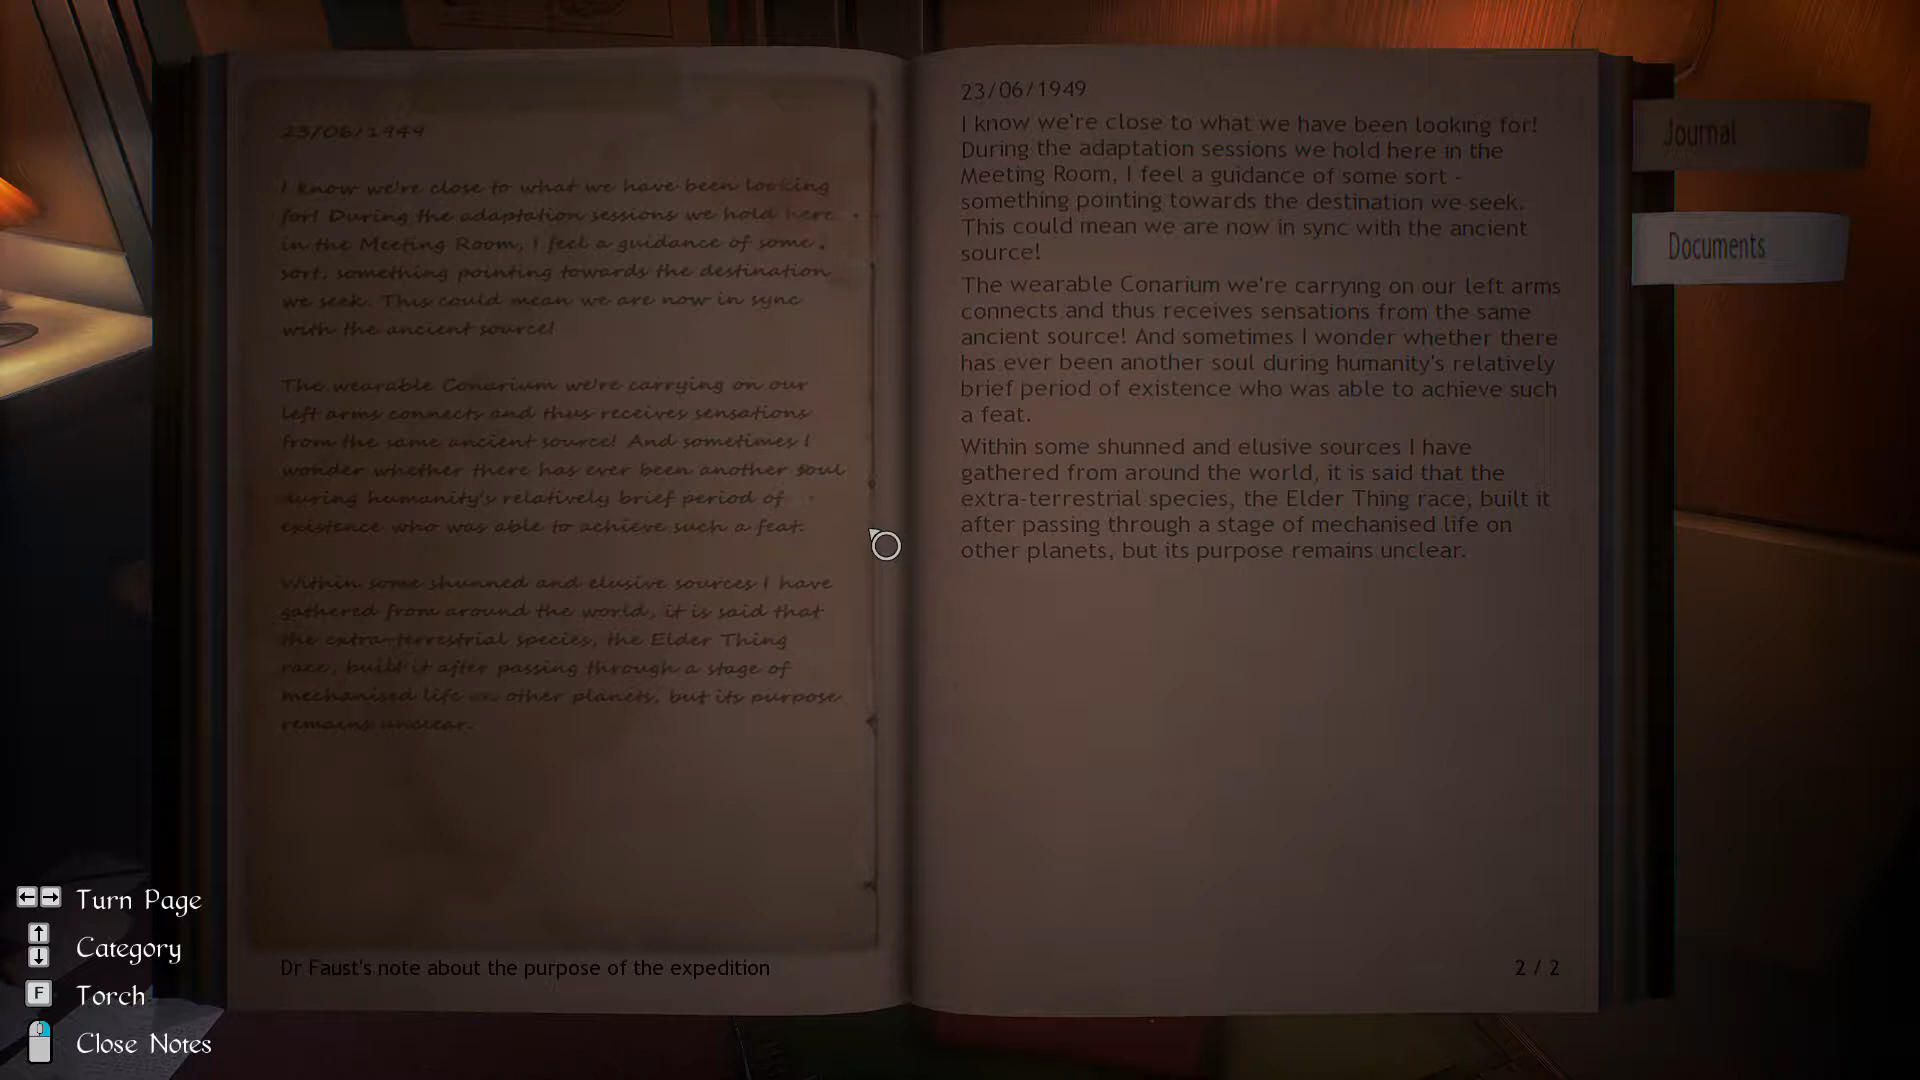 23/06/1949
I know we're close to what we have been looking
for! During the adaptation sessions we hold here
in the Meeting Room, I feel a guidance of some
sort, something pointing towards the destination
we seek. This could mean we are now in sync
with the ancient source!
The wearable Conarium we're carrying on our
left arms connects and thus receives sensations
from the same ancient source! And sometimes I
wonder whether there has ever been another soul
during humanity's relatively brief period of
existence who was able to achieve such a feat.
Within some shunned and elusive sources I have
gathered from around the world, it is said that
the extra-terrestrial species, the Elder Thing
race, built it after passing through a stage of
mechanised life on other planets, but its purpose
remains unclear.
Dr Faust's note about the purpose of the expedition
23/06/1949
I know we're close to what we have been looking for!
During the adaptation sessions we hold here in the
Meeting Room, I feel a guidance of some sort -
something pointing towards the destination we seek.
This could mean we are now in sync with the ancient
source!
The wearable Conarium we're carrying on our left arms
connects and thus receives sensations from the same
ancient source! And sometimes I wonder whether there
has ever been another soul during humanity's relatively
brief period of existence who was able to achieve such
a feat.
Within some shunned and elusive sources I have
gathered from around the world, it is said that the
extra-terrestrial species, the Elder Thing race, built it
after passing through a stage of mechanised life on
other planets, but its purpose remains unclear.
2 / 2
Journal
Documents
Turn Page
Category
F Torch
Close Notes